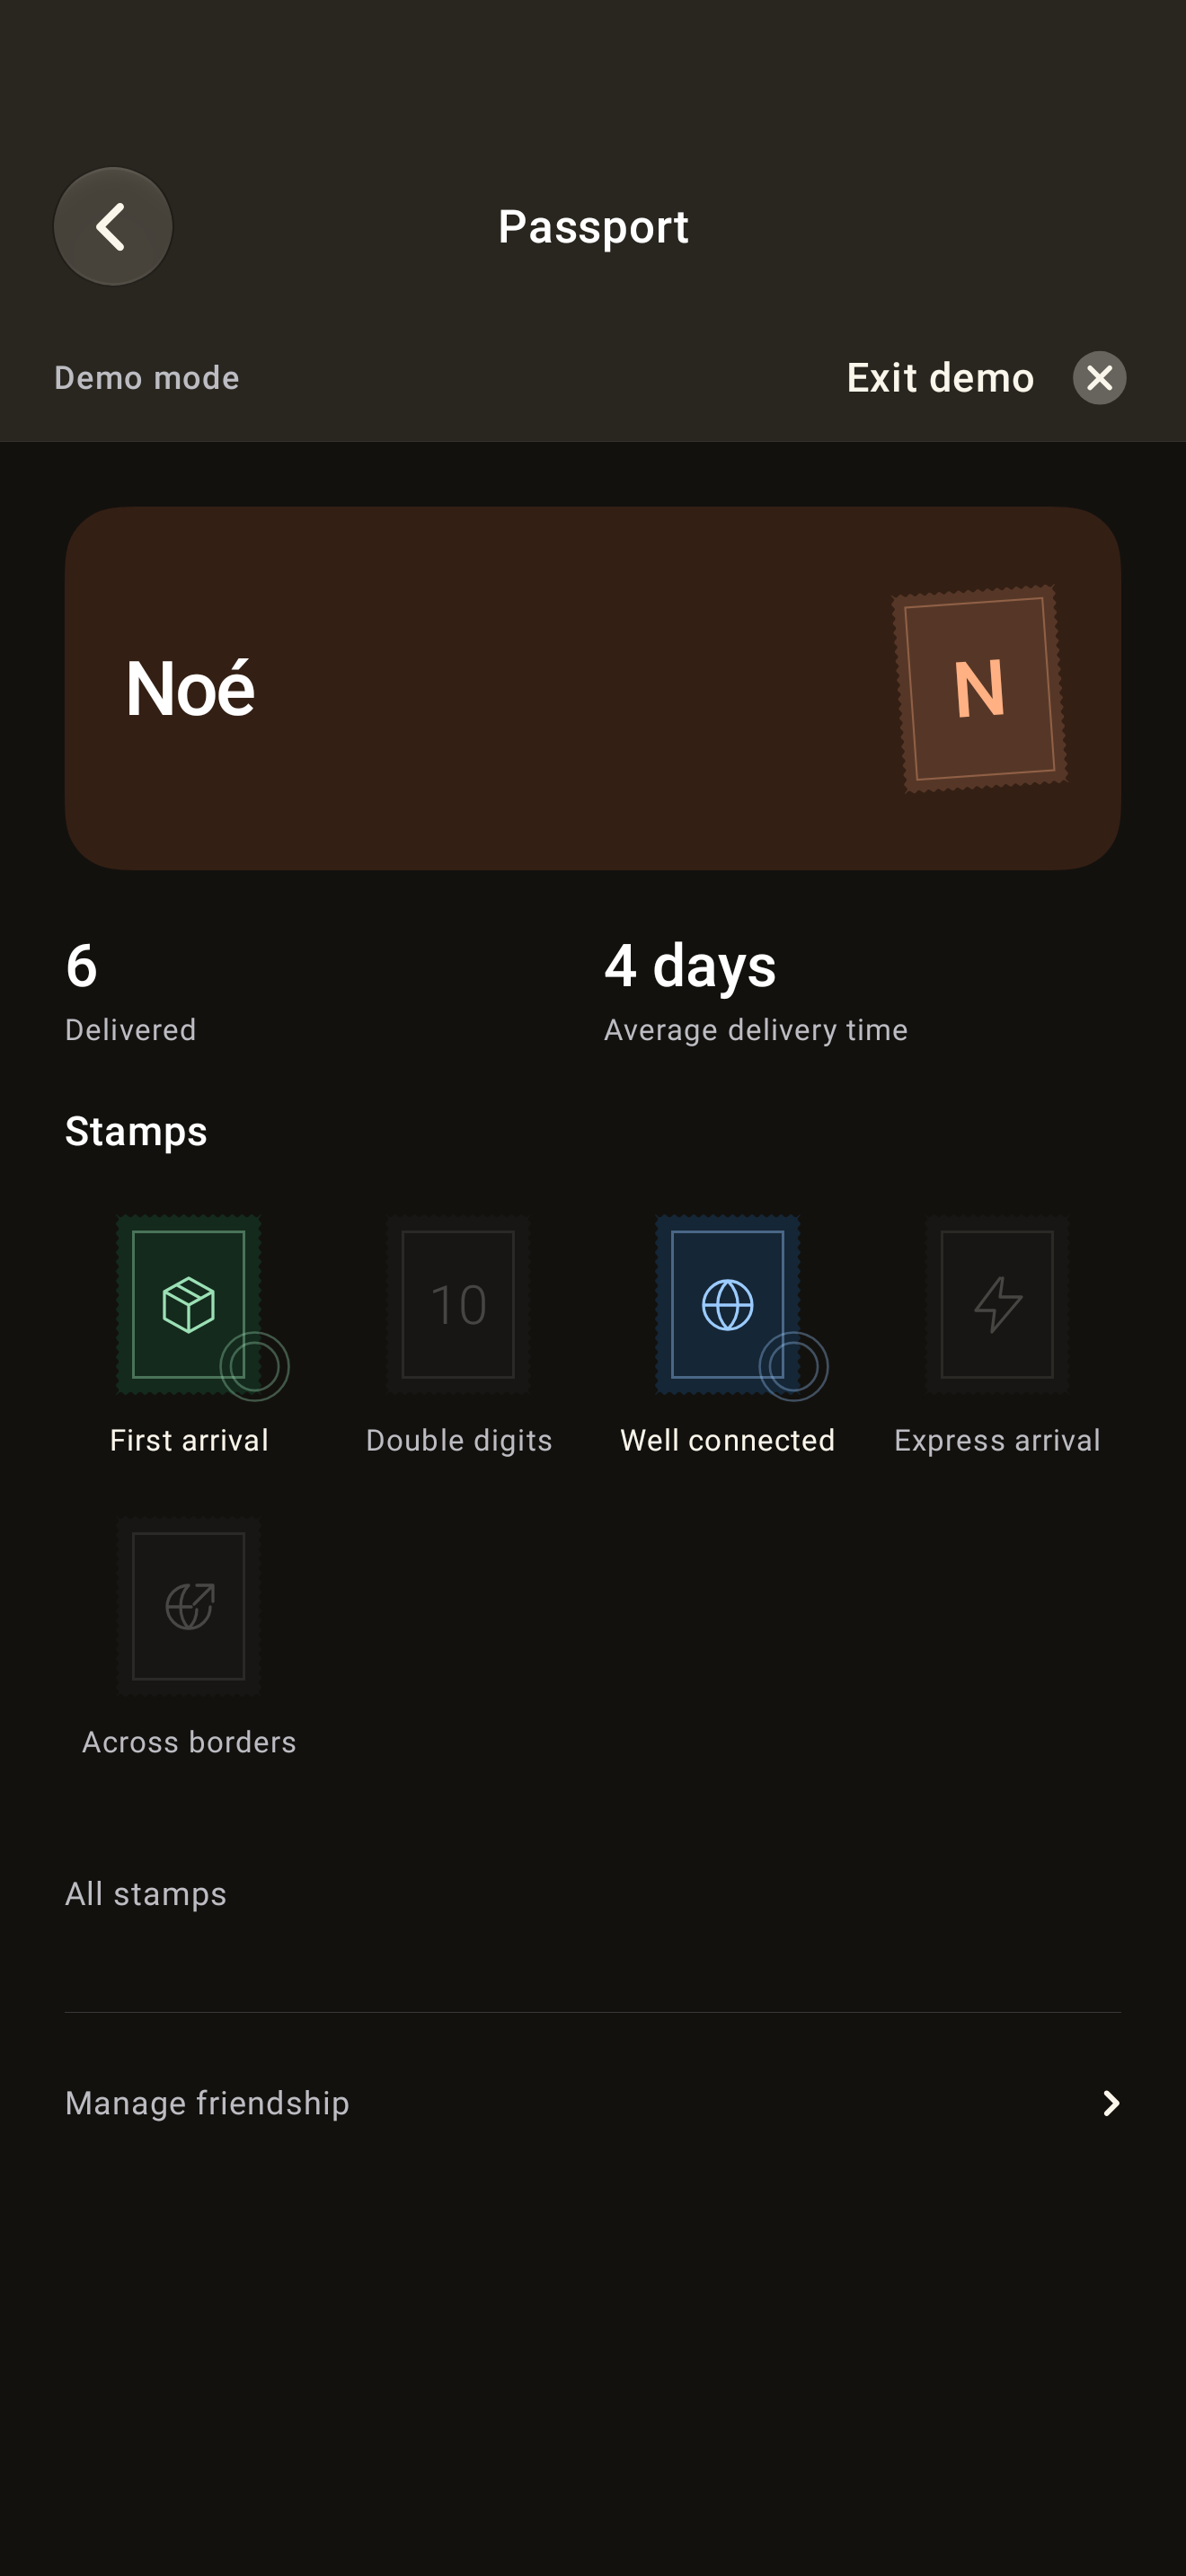 Passport
Demo mode
Exit demo
Noé
N
6
4 days
Delivered
Average delivery time
Stamps
10
First arrival
Double digits
Well connected
Express arrival
Across borders
All stamps
Manage friendship